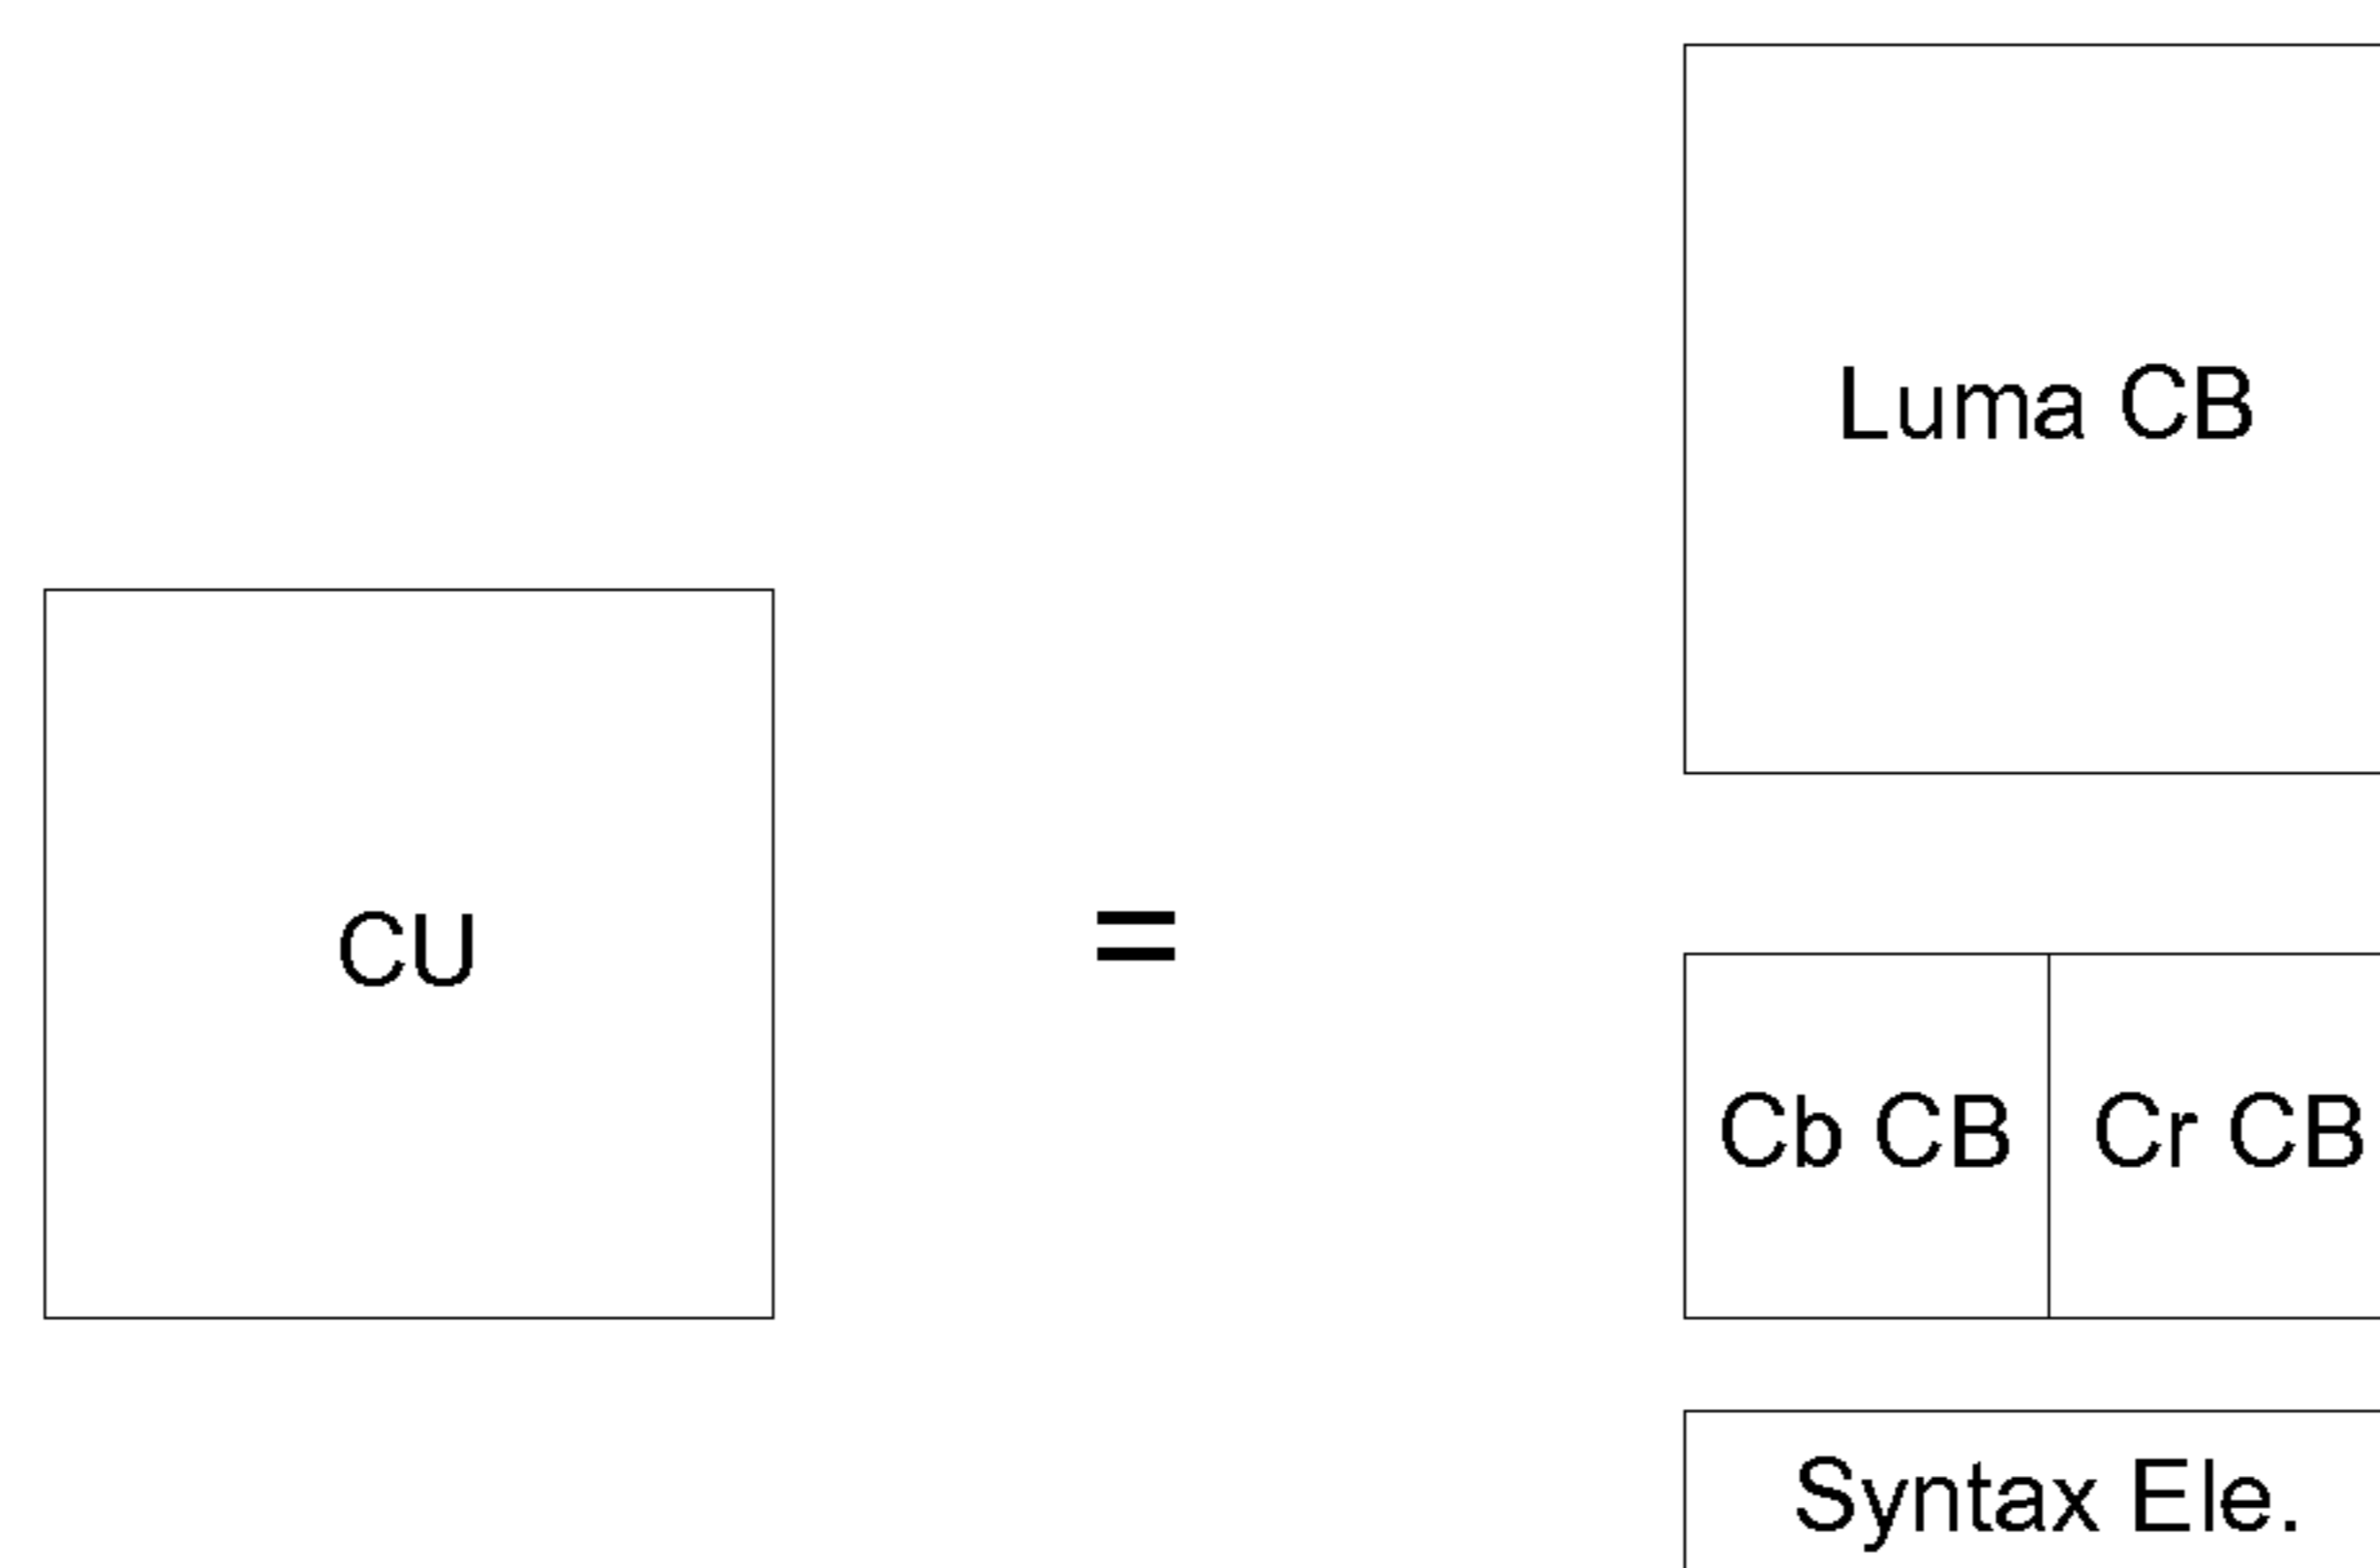 Luma CB
CU
=
Cb CB
Cr CB
Syntax Ele.